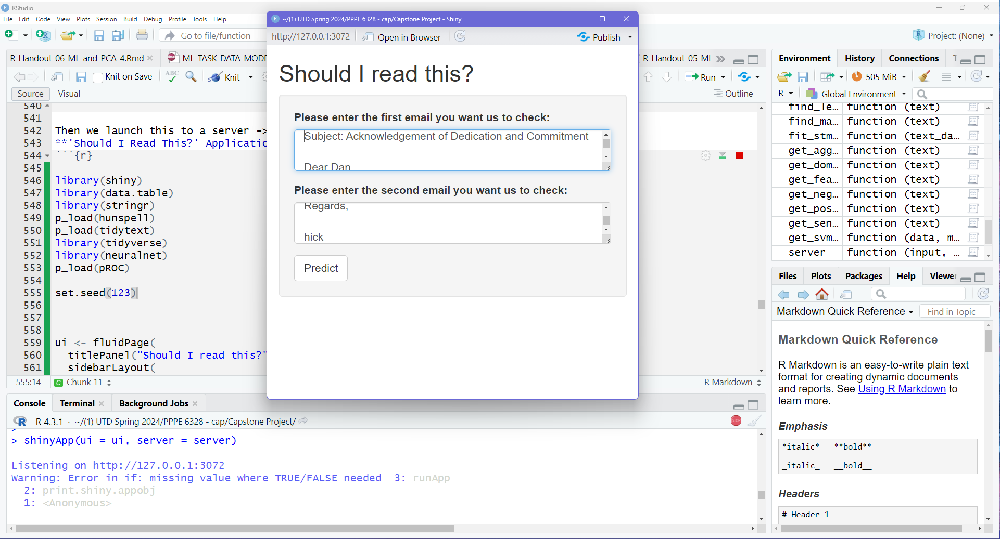 RStudio
File Edit Code View Plots Session Build Debug Profile Tools Help
Go to file/function
Project: (None)
R-Handout-06-ML-and-PCA-4.Rmd
ML-TASK-DATA-MODE
R-Handout-05-ML-
Knit on Save
ABC
Knit
Run
Source Visual
Outline
540
541
542 Then we launch this to a server ->
543 **'Should I Read This?' Applicatio
544 ```{r}
545
546 library(shiny)
547 library(data.table)
548 library(stringr)
549 p_load(hunspell)
550 p_load(tidytext)
551 library(tidyverse)
552 library(neuralnet)
553 p_load(pROC)
554
555 set.seed(123)
556
557
558
559 ui <- fluidPage(
560 titlePanel("Should I read this?"
561 sidebarLayout(
555:14 C Chunk 11
R Markdown
~/(1) UTD Spring 2024/PPPE 6328 - cap/Capstone Project - Shiny
http://127.0.0.1:3072
Open in Browser
Publish
Should I read this?
Please enter the first email you want us to check:
Subject: Acknowledgement of Dedication and Commitment
Dear Dan,
Please enter the second email you want us to check:
Regards,
hick
Predict
Console Terminal Background Jobs
R 4.3.1 · ~/(1) UTD Spring 2024/PPPE 6328 - cap/Capstone Project/
STOP
> shinyApp(ui = ui, server = server)
Listening on http://127.0.0.1:3072
Warning: Error in if: missing value where TRUE/FALSE needed 3: runApp
2: print.shiny.appobj
1: <Anonymous>
Environment History Connections T
505 MiB
R Global Environment
find_le… function (text)
find_ma… function (text)
fit_stm… function (text_da…
get_agg… function (text)
get_dom… function (text)
get_fea… function (text)
get_neg… function (text)
get_pos… function (text)
get_sen… function (text)
get_svm… function (data, m…
server function (input, …
Files Plots Packages Help Viewer
Markdown Quick Reference
Find in Topic
Markdown Quick Reference
R Markdown is an easy-to-write plain text
format for creating dynamic documents
and reports. See Using R Markdown to
learn more.
Emphasis
*italic* **bold**
_italic_ __bold__
Headers
# Header 1